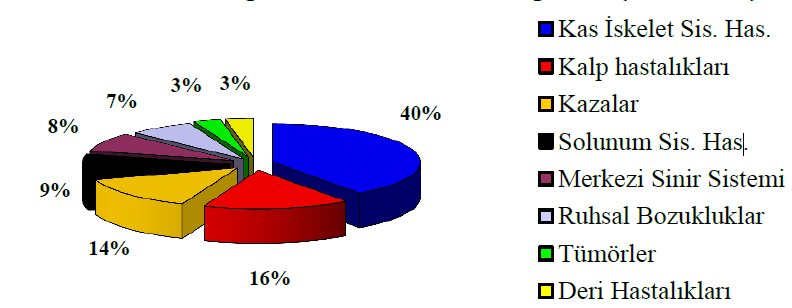 Kas İskelet Sis. Has.
Kalp hastalıkları
Kazalar
Solunum Sis. Has.
Merkezi Sinir Sistemi
Ruhsal Bozukluklar
Tümörler
Deri Hastalıkları
40%
16%
14%
9%
8%
7%
3%
3%